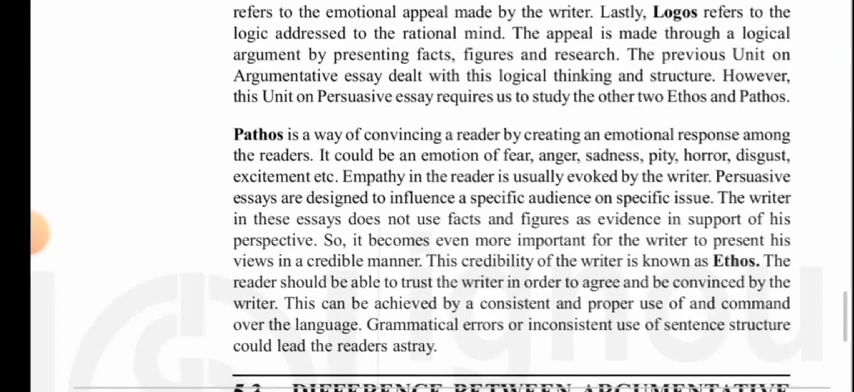 refers to the emotional appeal made by the writer. Lastly, Logos refers to the
logic addressed to the rational mind. The appeal is made through a logical
argument by presenting facts, figures and research. The previous Unit on
Argumentative essay dealt with this logical thinking and structure. However,
this Unit on Persuasive essay requires us to study the other two Ethos and Pathos.
Pathos is a way of convincing a reader by creating an emotional response among
the readers. It could be an emotion of fear, anger, sadness, pity, horror, disgust,
excitement etc. Empathy in the reader is usually evoked by the writer. Persuasive
essays are designed to influence a specific audience on specific issue. The writer
in these essays does not use facts and figures as evidence in support of his
perspective. So, it becomes even more important for the writer to present his
views in a credible manner. This credibility of the writer is known as Ethos. The
reader should be able to trust the writer in order to agree and be convinced by the
writer. This can be achieved by a consistent and proper use of and command
over the language. Grammatical errors or inconsistent use of sentence structure
could lead the readers astray.
DIFFERENCE BETWEEN ARGUMENTATIVE